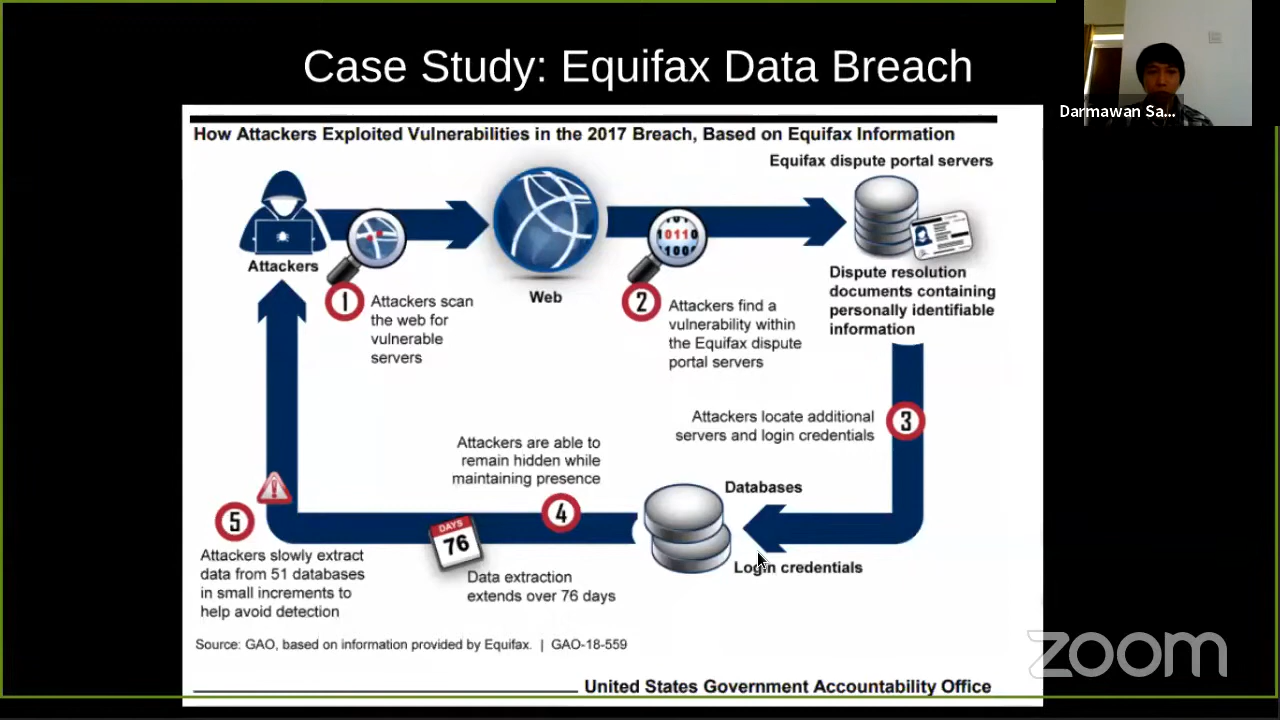 Case Study: Equifax Data Breach
Darmawan Sa...
How Attackers Exploited Vulnerabilities in the 2017 Breach, Based on Equifax Information
Equifax dispute portal servers
10110
100
Attackers
Web
Dispute resolution
documents containing
personally identifiable
information
1
Attackers scan
the web for
vulnerable
servers
2
Attackers find a
vulnerability within
the Equifax dispute
portal servers
Attackers locate additional
servers and login credentials
3
Attackers are able to
remain hidden while
maintaining presence
4
Databases
Login credentials
DAYS
76
Data extraction
extends over 76 days
5
Attackers slowly extract
data from 51 databases
in small increments to
help avoid detection
Source: GAO, based on information provided by Equifax. | GAO-18-559
zoom
United States Government Accountability Office